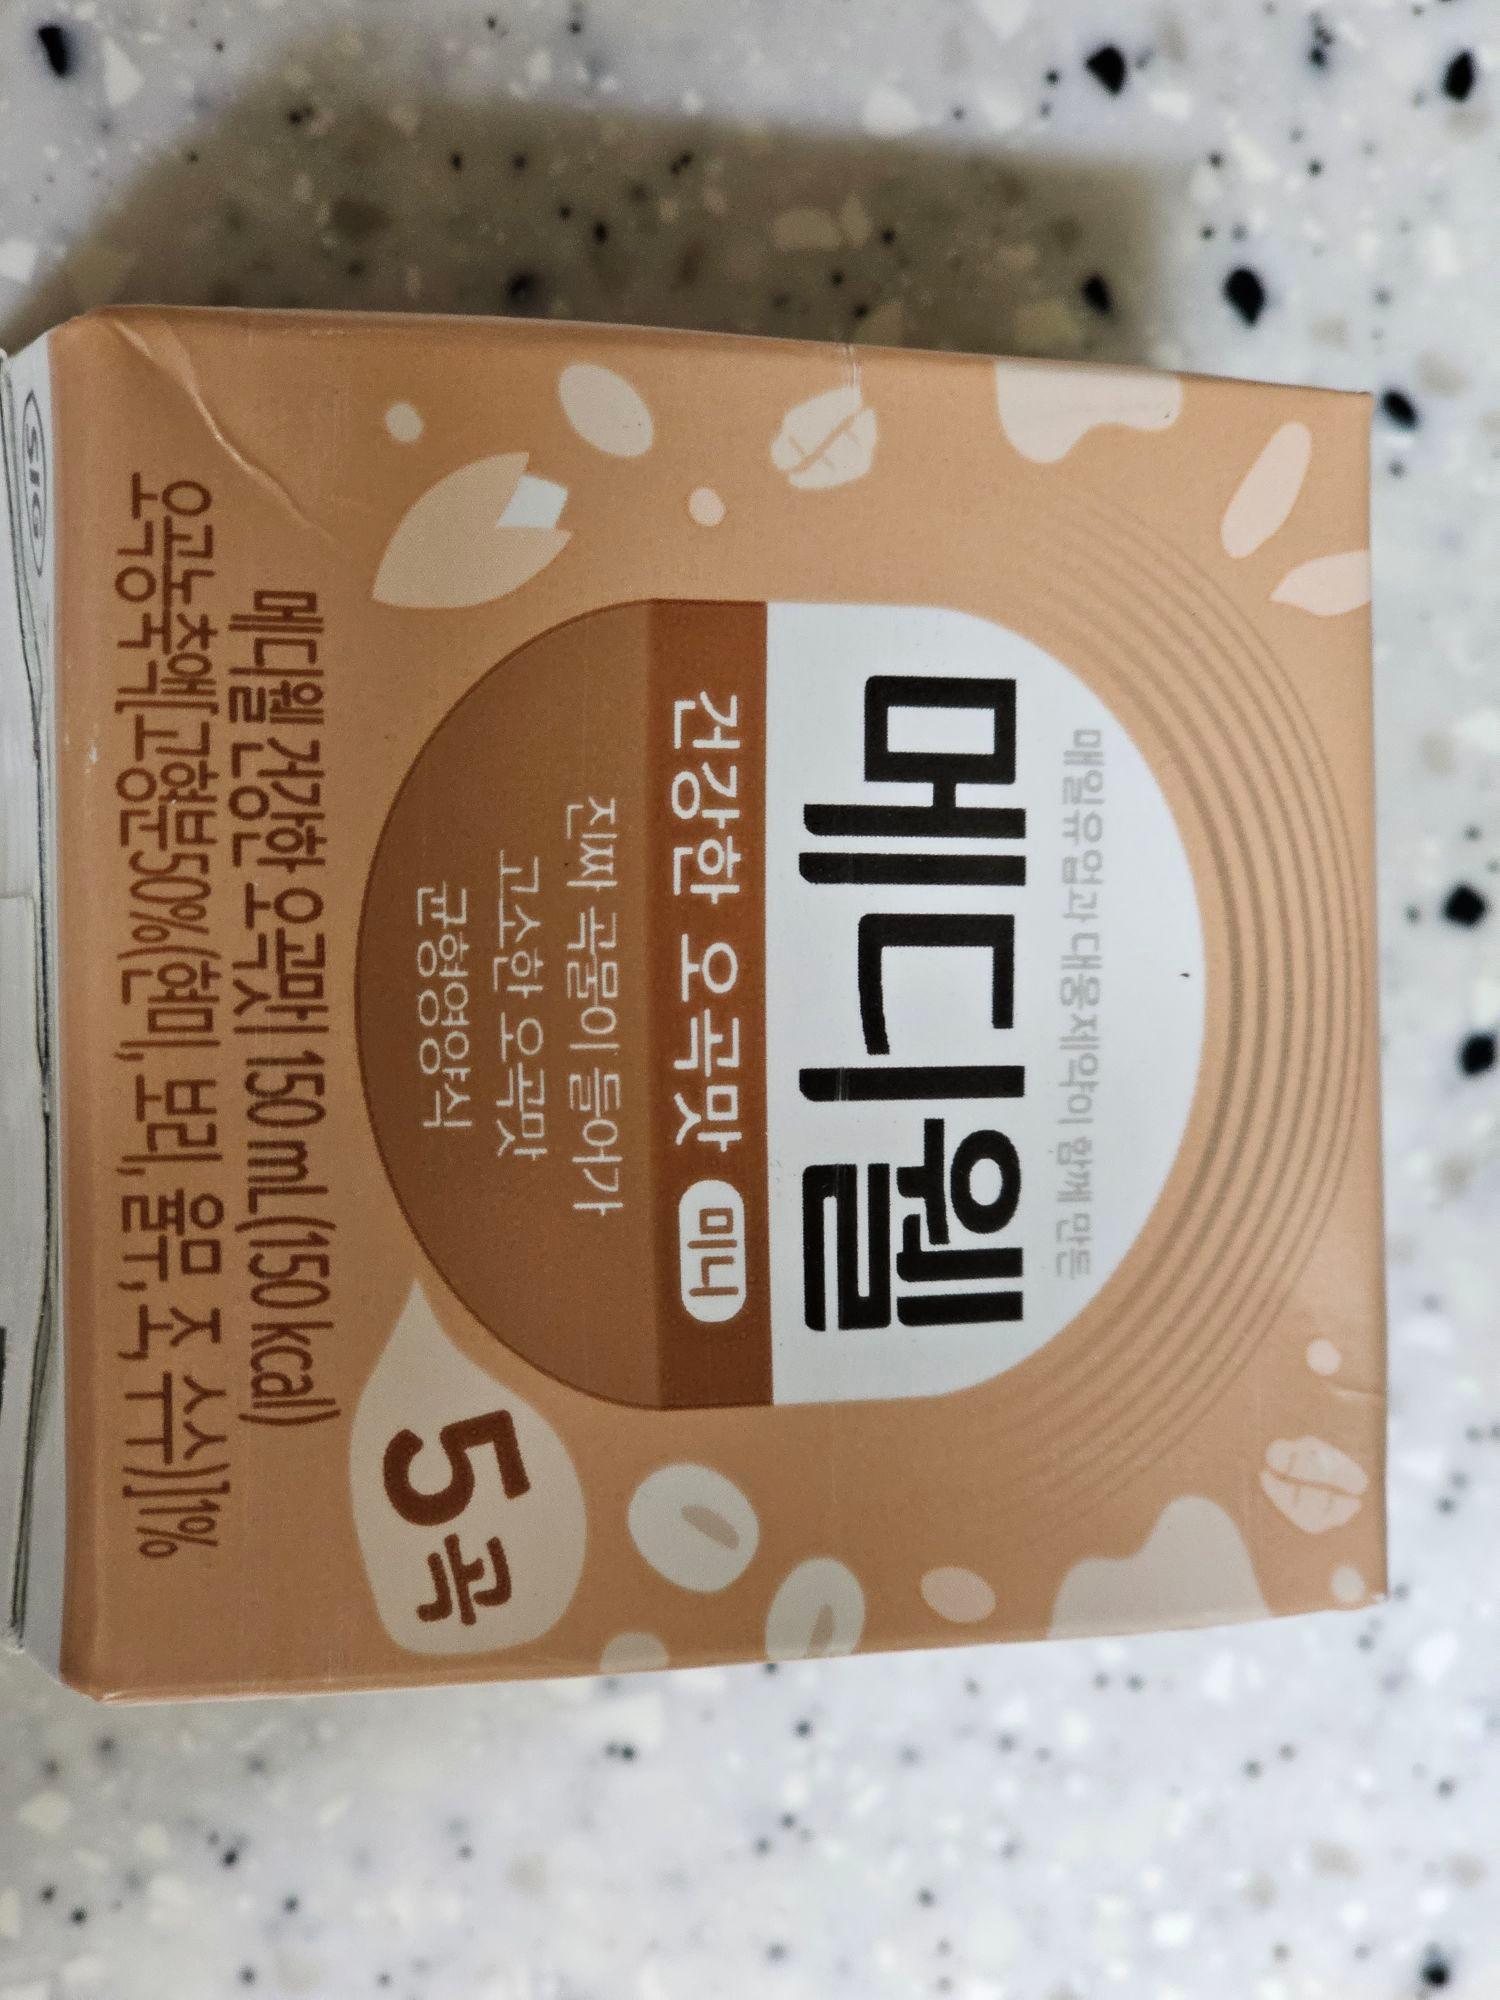 매일유업과 대웅제약이 함께 만든
메디웰
건강한 오곡맛 미니
진짜 곡물이 들어가
고소한 오곡맛
균형영양식
5곡
메디웰 건강한 오곡맛 150 mL (150 kcal)
오곡농축액[고형분50%(현미, 보리, 율무, 조, 수수)]1%
SIG